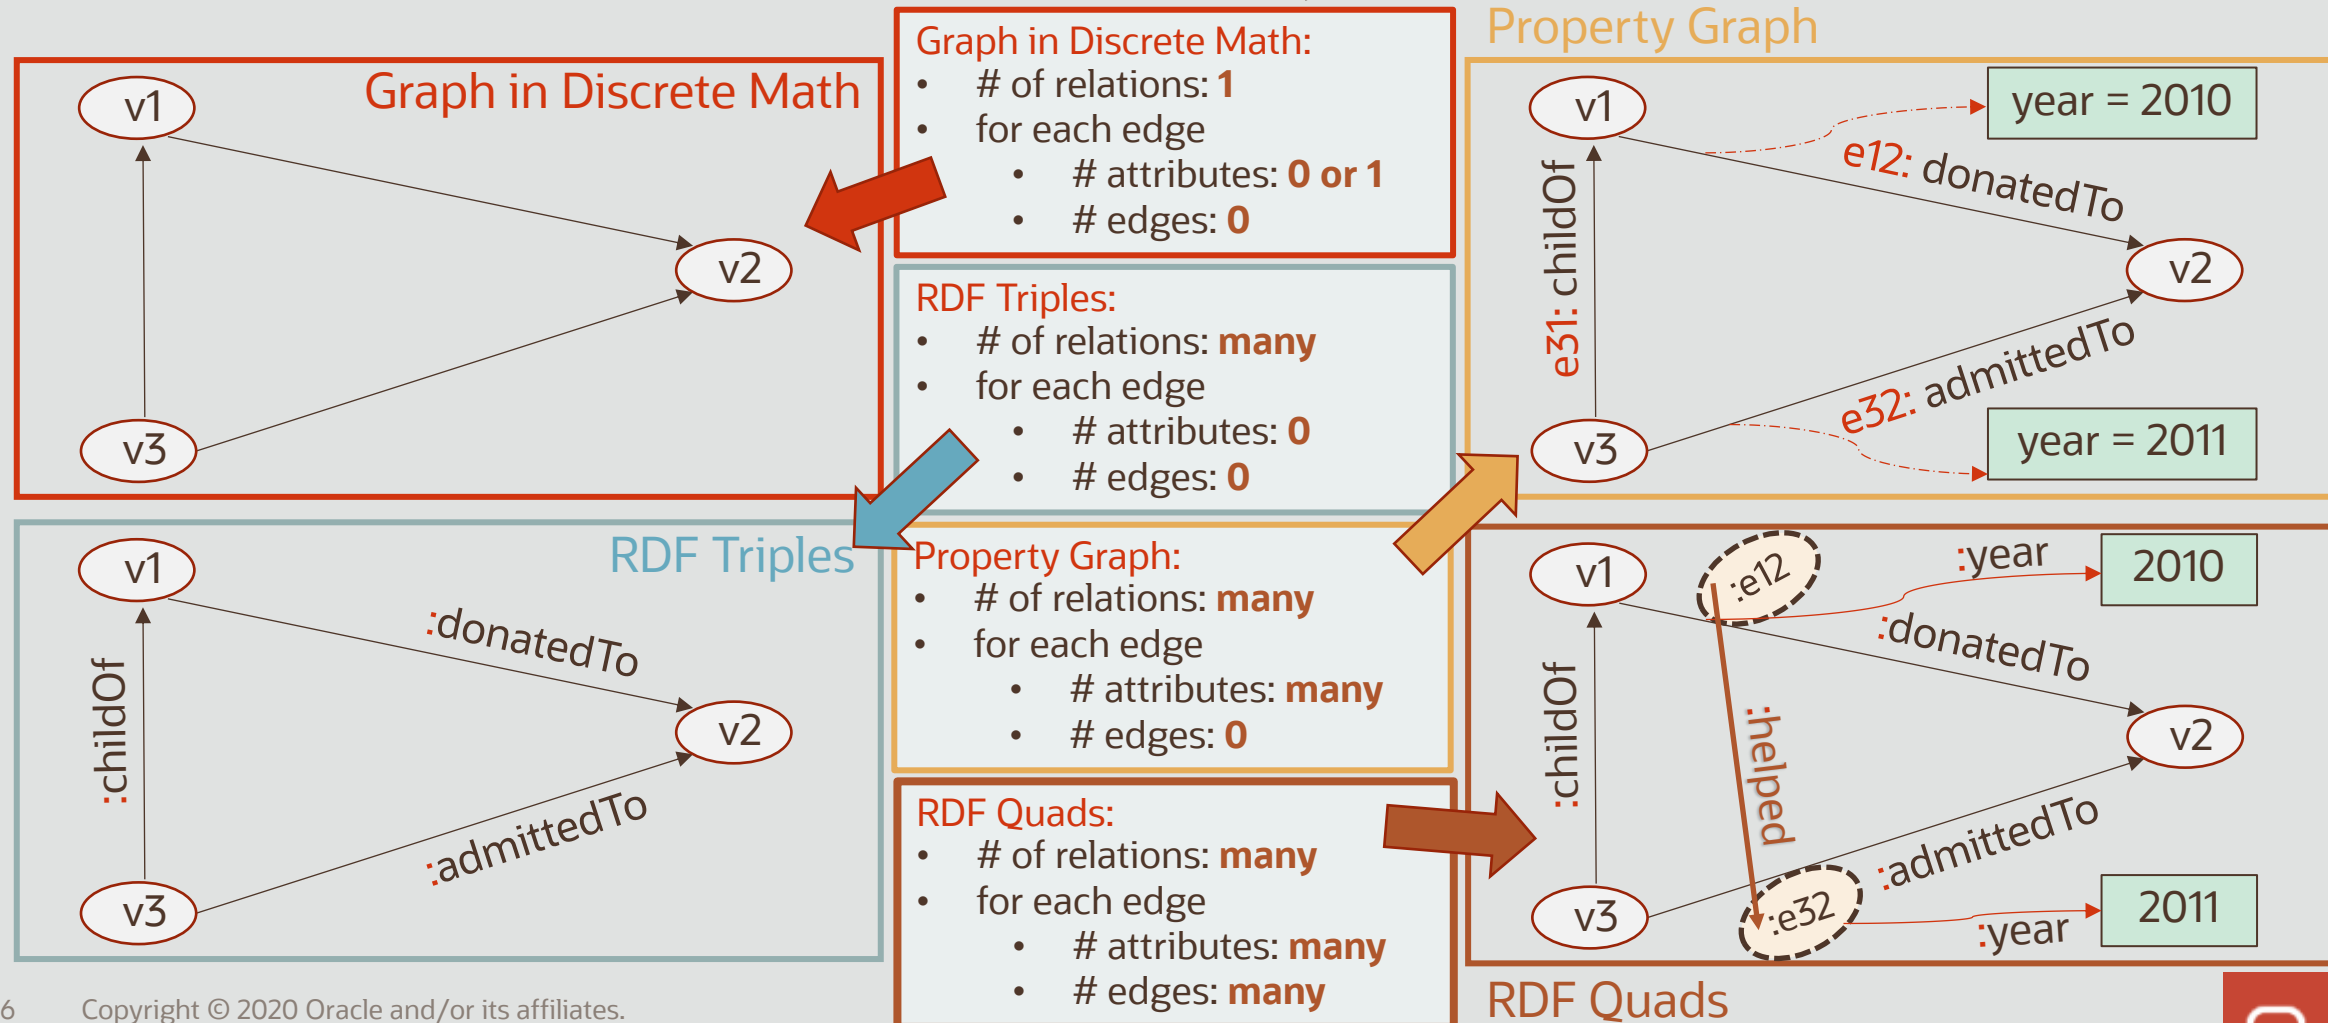 Graph in Discrete Math
v1
v2
v3
RDF Triples
v1
:donatedTo
:childOf
v2
:admittedTo
v3
Graph in Discrete Math:
• # of relations: 1
• for each edge
• # attributes: 0 or 1
• # edges: 0
RDF Triples:
• # of relations: many
• for each edge
• # attributes: 0
• # edges: 0
Property Graph:
• # of relations: many
• for each edge
• # attributes: many
• # edges: 0
RDF Quads:
• # of relations: many
• for each edge
• # attributes: many
• # edges: many
Property Graph
v1
year = 2010
e12: donatedTo
e31: childOf
v2
e32: admittedTo
v3
year = 2011
v1
:e12
:year
2010
:donatedTo
:childOf
:helped
v2
:admittedTo
v3
:e32
:year
2011
RDF Quads
6
Copyright © 2020 Oracle and/or its affiliates.